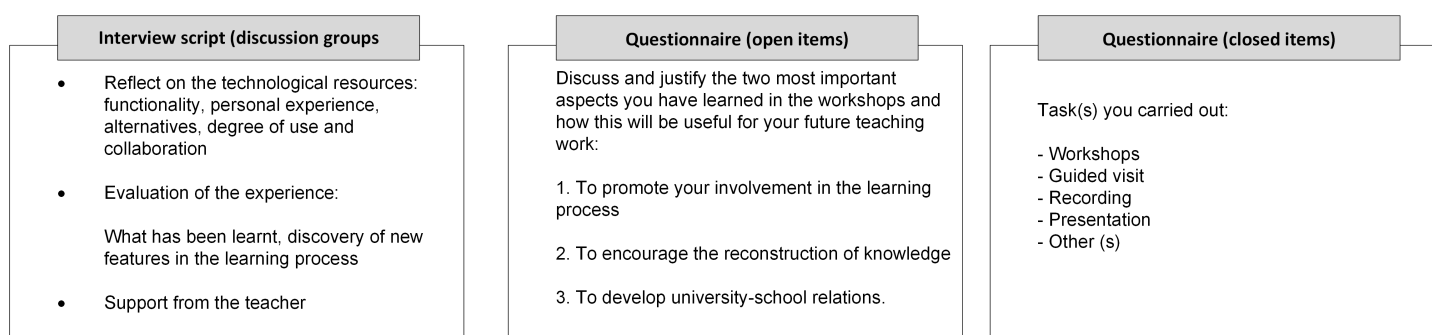 Interview script (discussion groups
• Reflect on the technological resources:
functionality, personal experience,
alternatives, degree of use and
collaboration
• Evaluation of the experience:
What has been learnt, discovery of new
features in the learning process
• Support from the teacher
Questionnaire (open items)
Discuss and justify the two most important
aspects you have learned in the workshops and
how this will be useful for your future teaching
work:
1. To promote your involvement in the learning
process
2. To encourage the reconstruction of knowledge
3. To develop university-school relations.
Questionnaire (closed items)
Task(s) you carried out:
- Workshops
- Guided visit
- Recording
- Presentation
- Other (s)